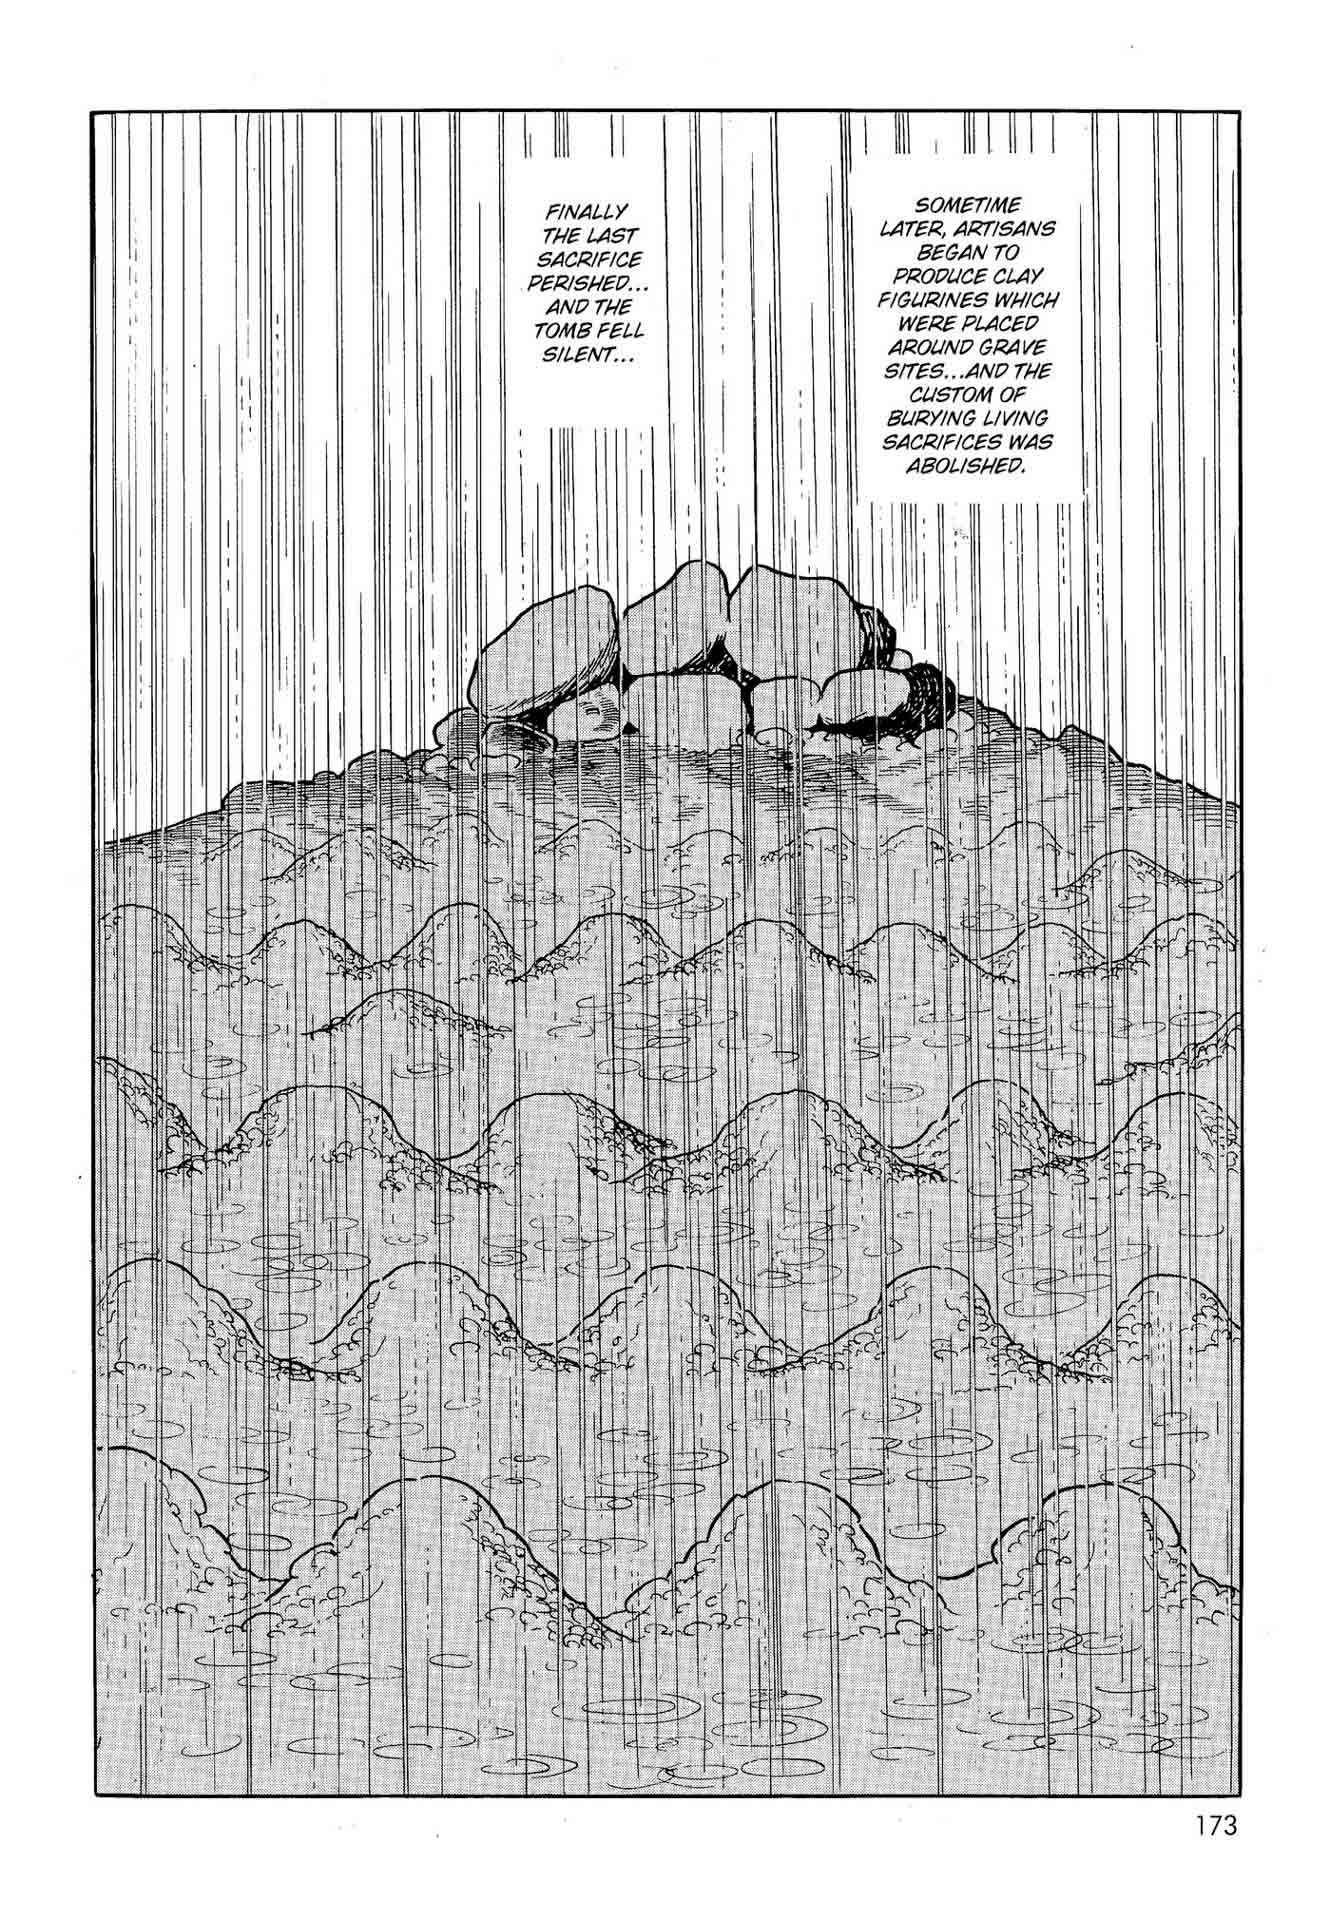 FINALLY
THE LAST
SACRIFICE
PERISHED...
AND THE
TOMB FELL
SILENT...
SOMETIME
LATER, ARTISANS
BEGAN TO
PRODUCE CLAY
FIGURINES WHICH
WERE PLACED
AROUND GRAVE
SITES...AND THE
CUSTOM OF
BURYING LIVING
SACRIFICES WAS
ABOLISHED.
173